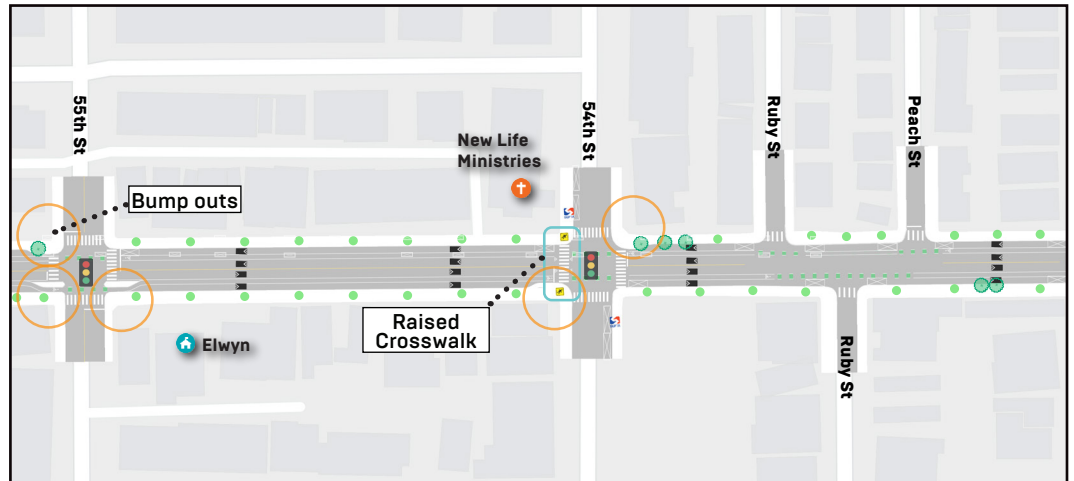 55th St
54th St
Ruby St
Peach St
New Life
Ministries
Bump outs
Raised
Crosswalk
Elwyn
Ruby St